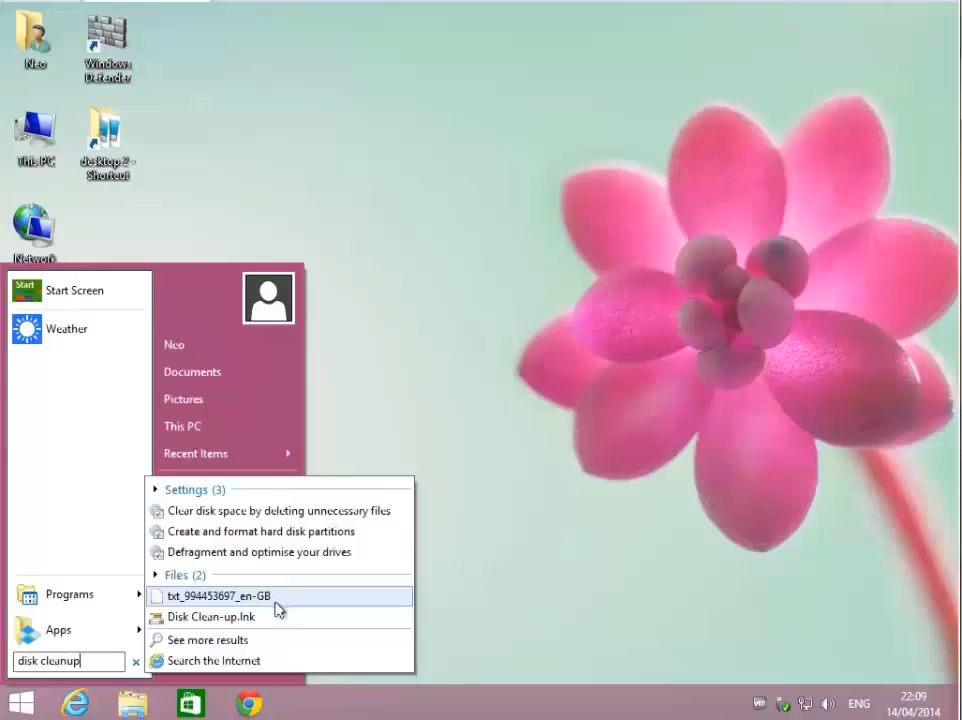 Neo
Windows
Defender
This PC
desktop 2 -
Shortcut
Network
Start
Start Screen
Weather
Neo
Documents
Pictures
This PC
Recent Items
Settings (3)
Clear disk space by deleting unnecessary files
Create and format hard disk partitions
Defragment and optimise your drives
Files (2)
txt_994453697_en-GB
Disk Clean-up.lnk
See more results
Search the Internet
Programs
Apps
disk cleanup
vm
ENG
22:09
14/04/2014